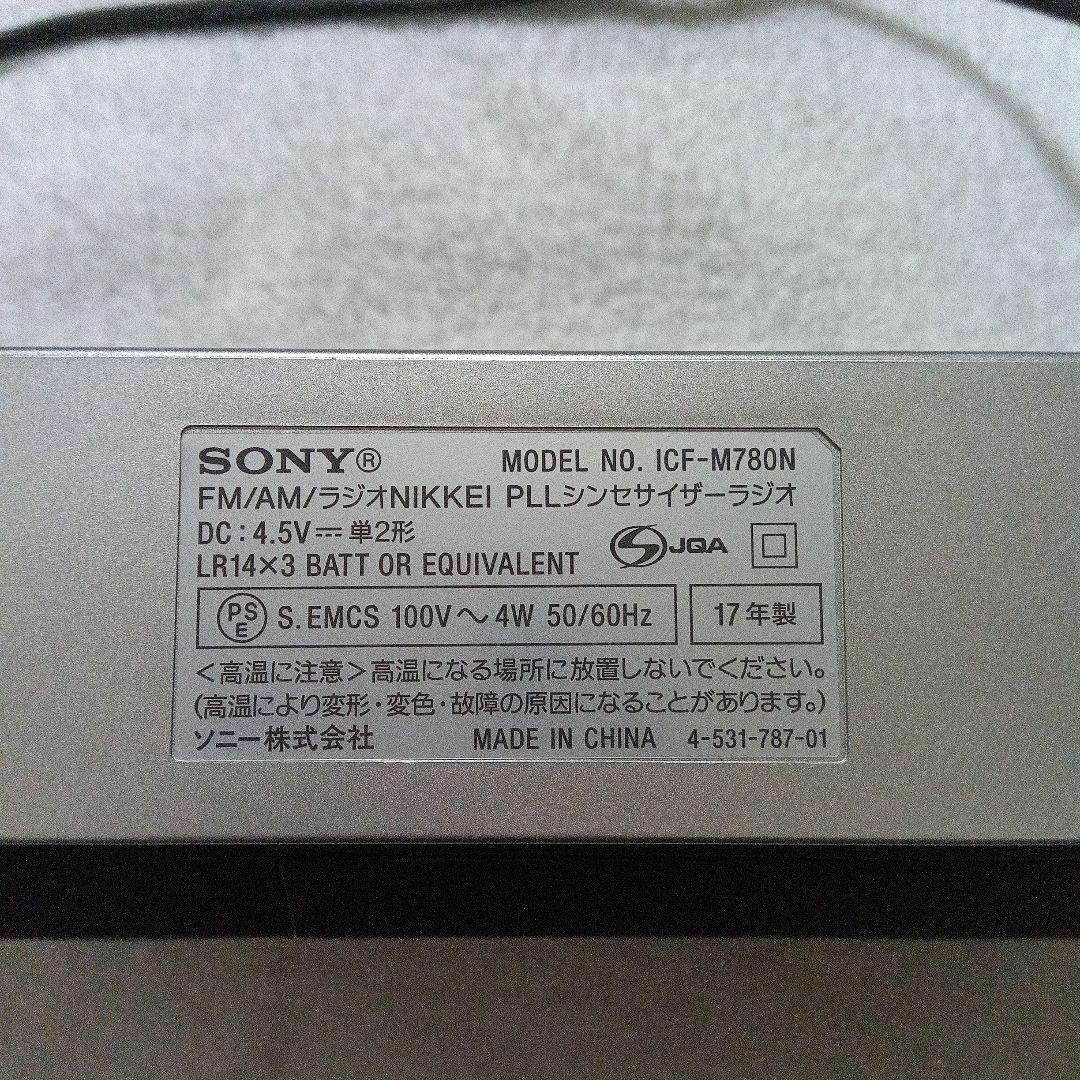 SONY® MODEL NO. ICF-M780N
FM/AM/ラジオNIKKEI PLLシンセサイザーラジオ
DC : 4.5V⎓単2形
LR14×3 BATT OR EQUIVALENT
JQA
PSE S. EMCS 100V〜4W 50/60Hz 17年製
<高温に注意>高温になる場所に放置しないでください。
(高温により変形・変色・故障の原因になることがあります。)
ソニー株式会社 MADE IN CHINA 4-531-787-01